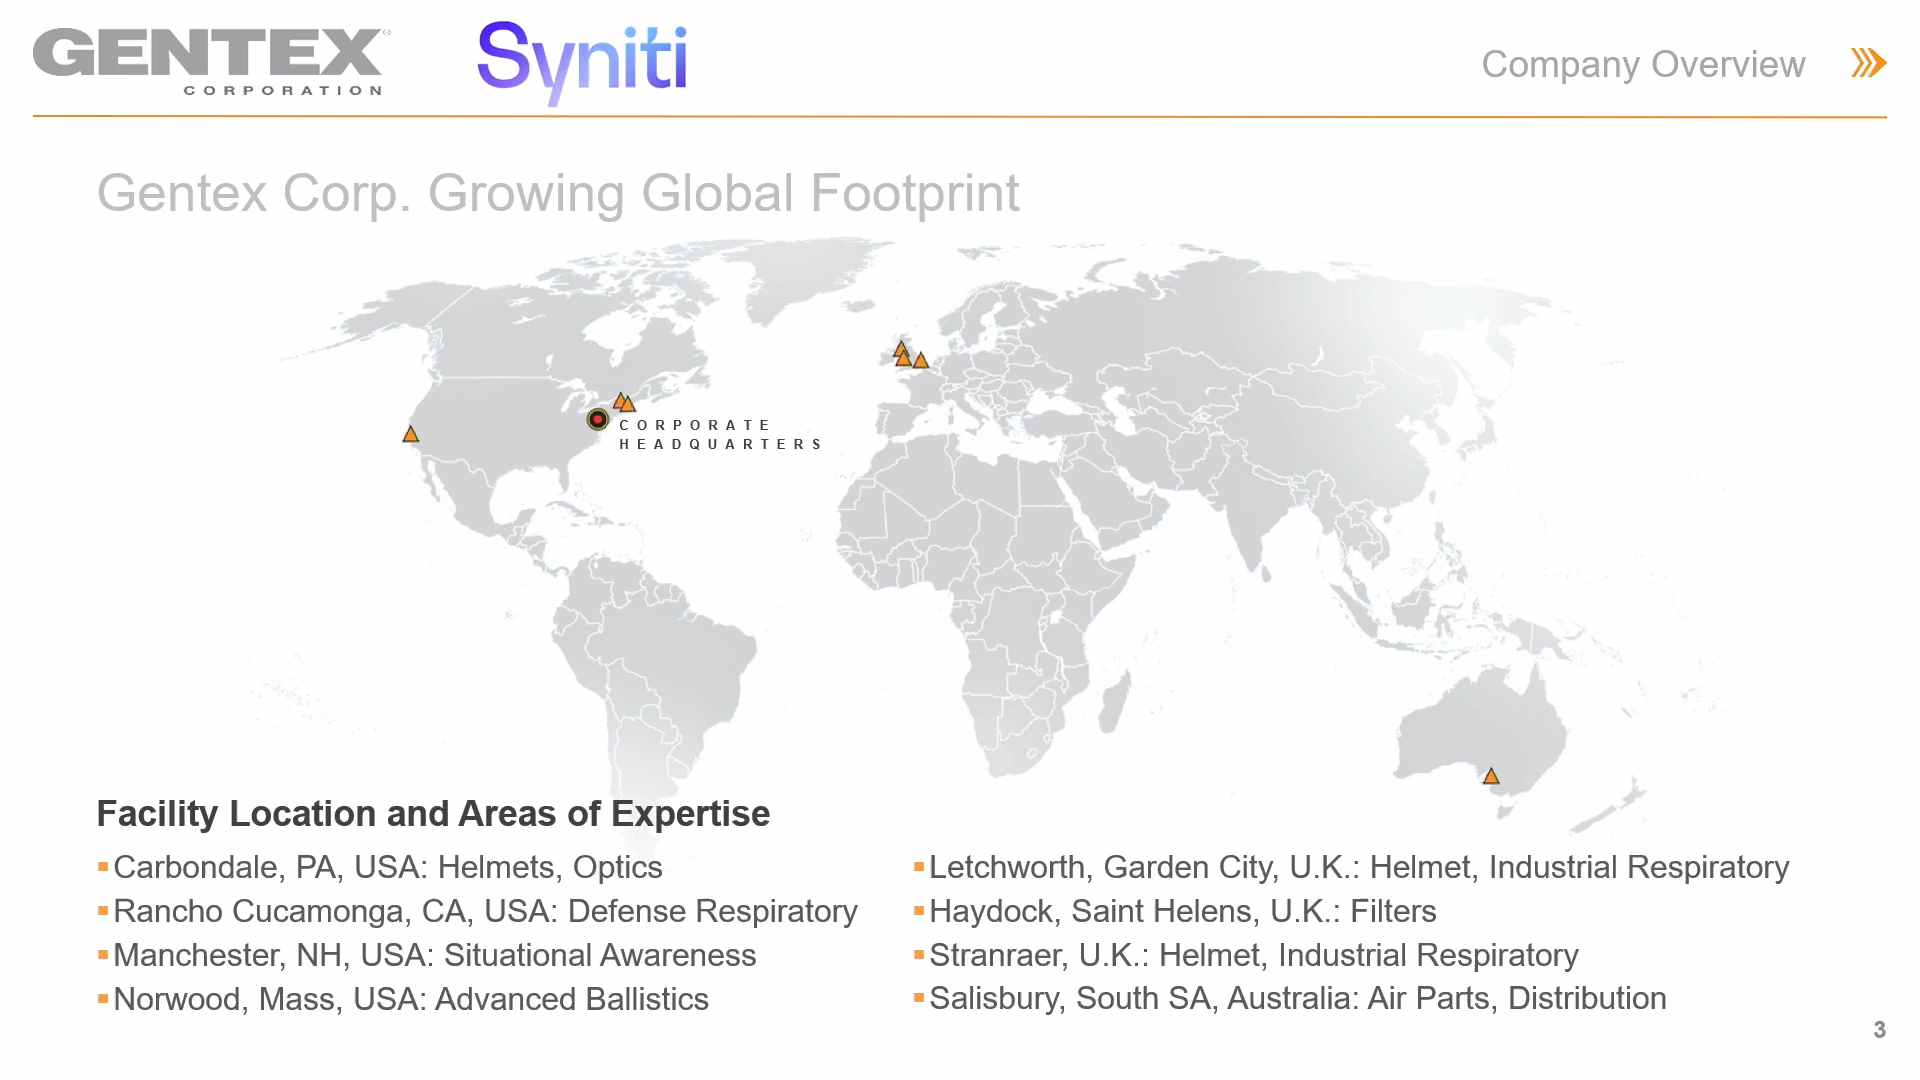 GENTEX®
CORPORATION
Syniti
Company Overview
Gentex Corp. Growing Global Footprint
CORPORATE
HEADQUARTERS
Facility Location and Areas of Expertise
Carbondale, PA, USA: Helmets, Optics
Rancho Cucamonga, CA, USA: Defense Respiratory
Manchester, NH, USA: Situational Awareness
Norwood, Mass, USA: Advanced Ballistics
Letchworth, Garden City, U.K.: Helmet, Industrial Respiratory
Haydock, Saint Helens, U.K.: Filters
Stranraer, U.K.: Helmet, Industrial Respiratory
Salisbury, South SA, Australia: Air Parts, Distribution
3